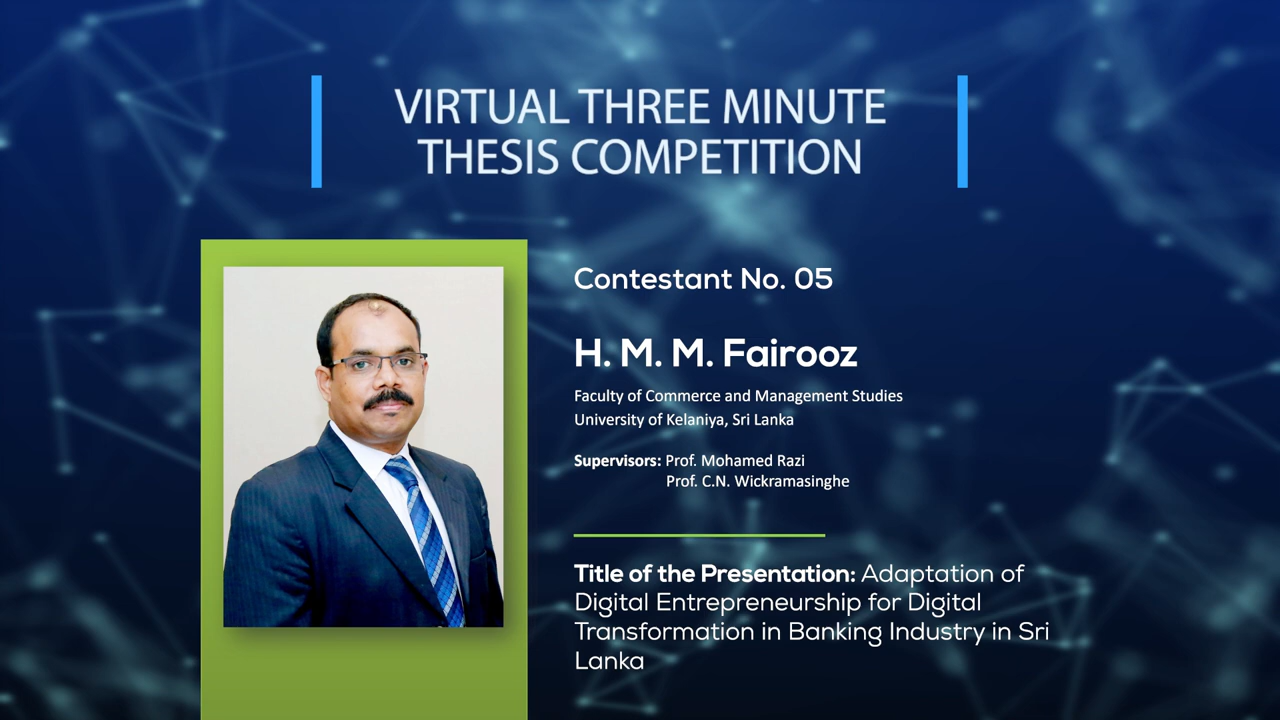 VIRTUAL THREE MINUTE
THESIS COMPETITION
Contestant No. 05
H. M. M. Fairooz
Faculty of Commerce and Management Studies
University of Kelaniya, Sri Lanka
Supervisors: Prof. Mohamed Razi
Prof. C.N. Wickramasinghe
Title of the Presentation: Adaptation of
Digital Entrepreneurship for Digital
Transformation in Banking Industry in Sri
Lanka